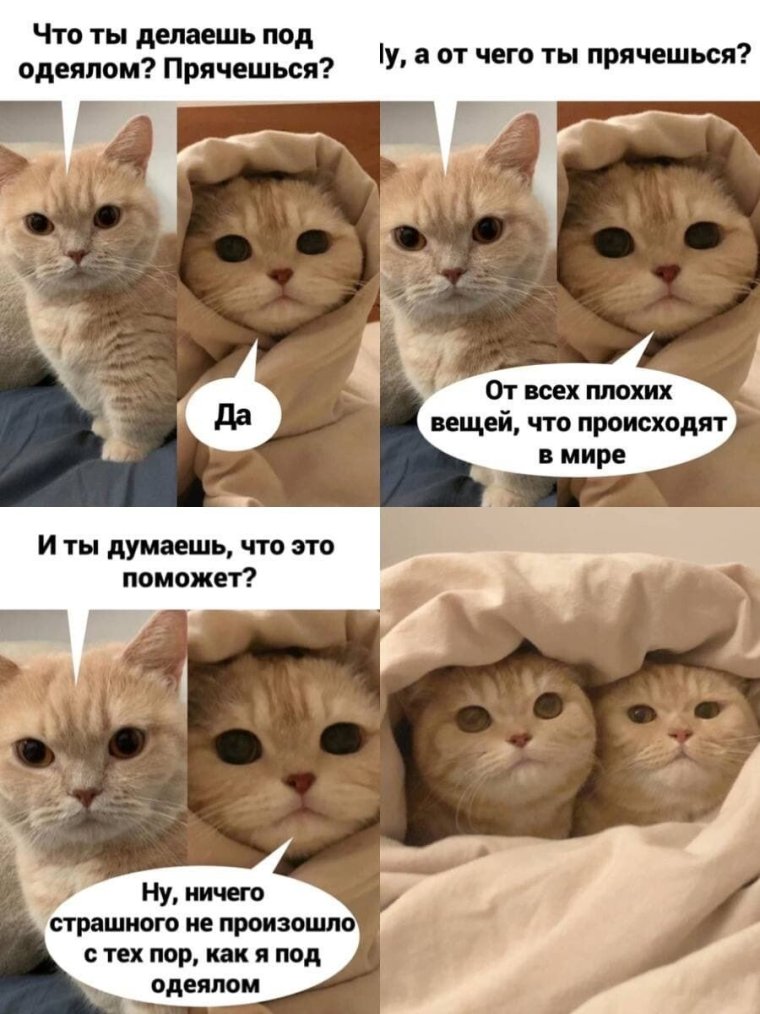 Что ты делаешь под
одеялом? Прячешься?
Да
Ну, а от чего ты прячешься?
От всех плохих
вещей, что происходят
в мире
И ты думаешь, что это
поможет?
Ну, ничего
страшного не произошло
с тех пор, как я под
одеялом